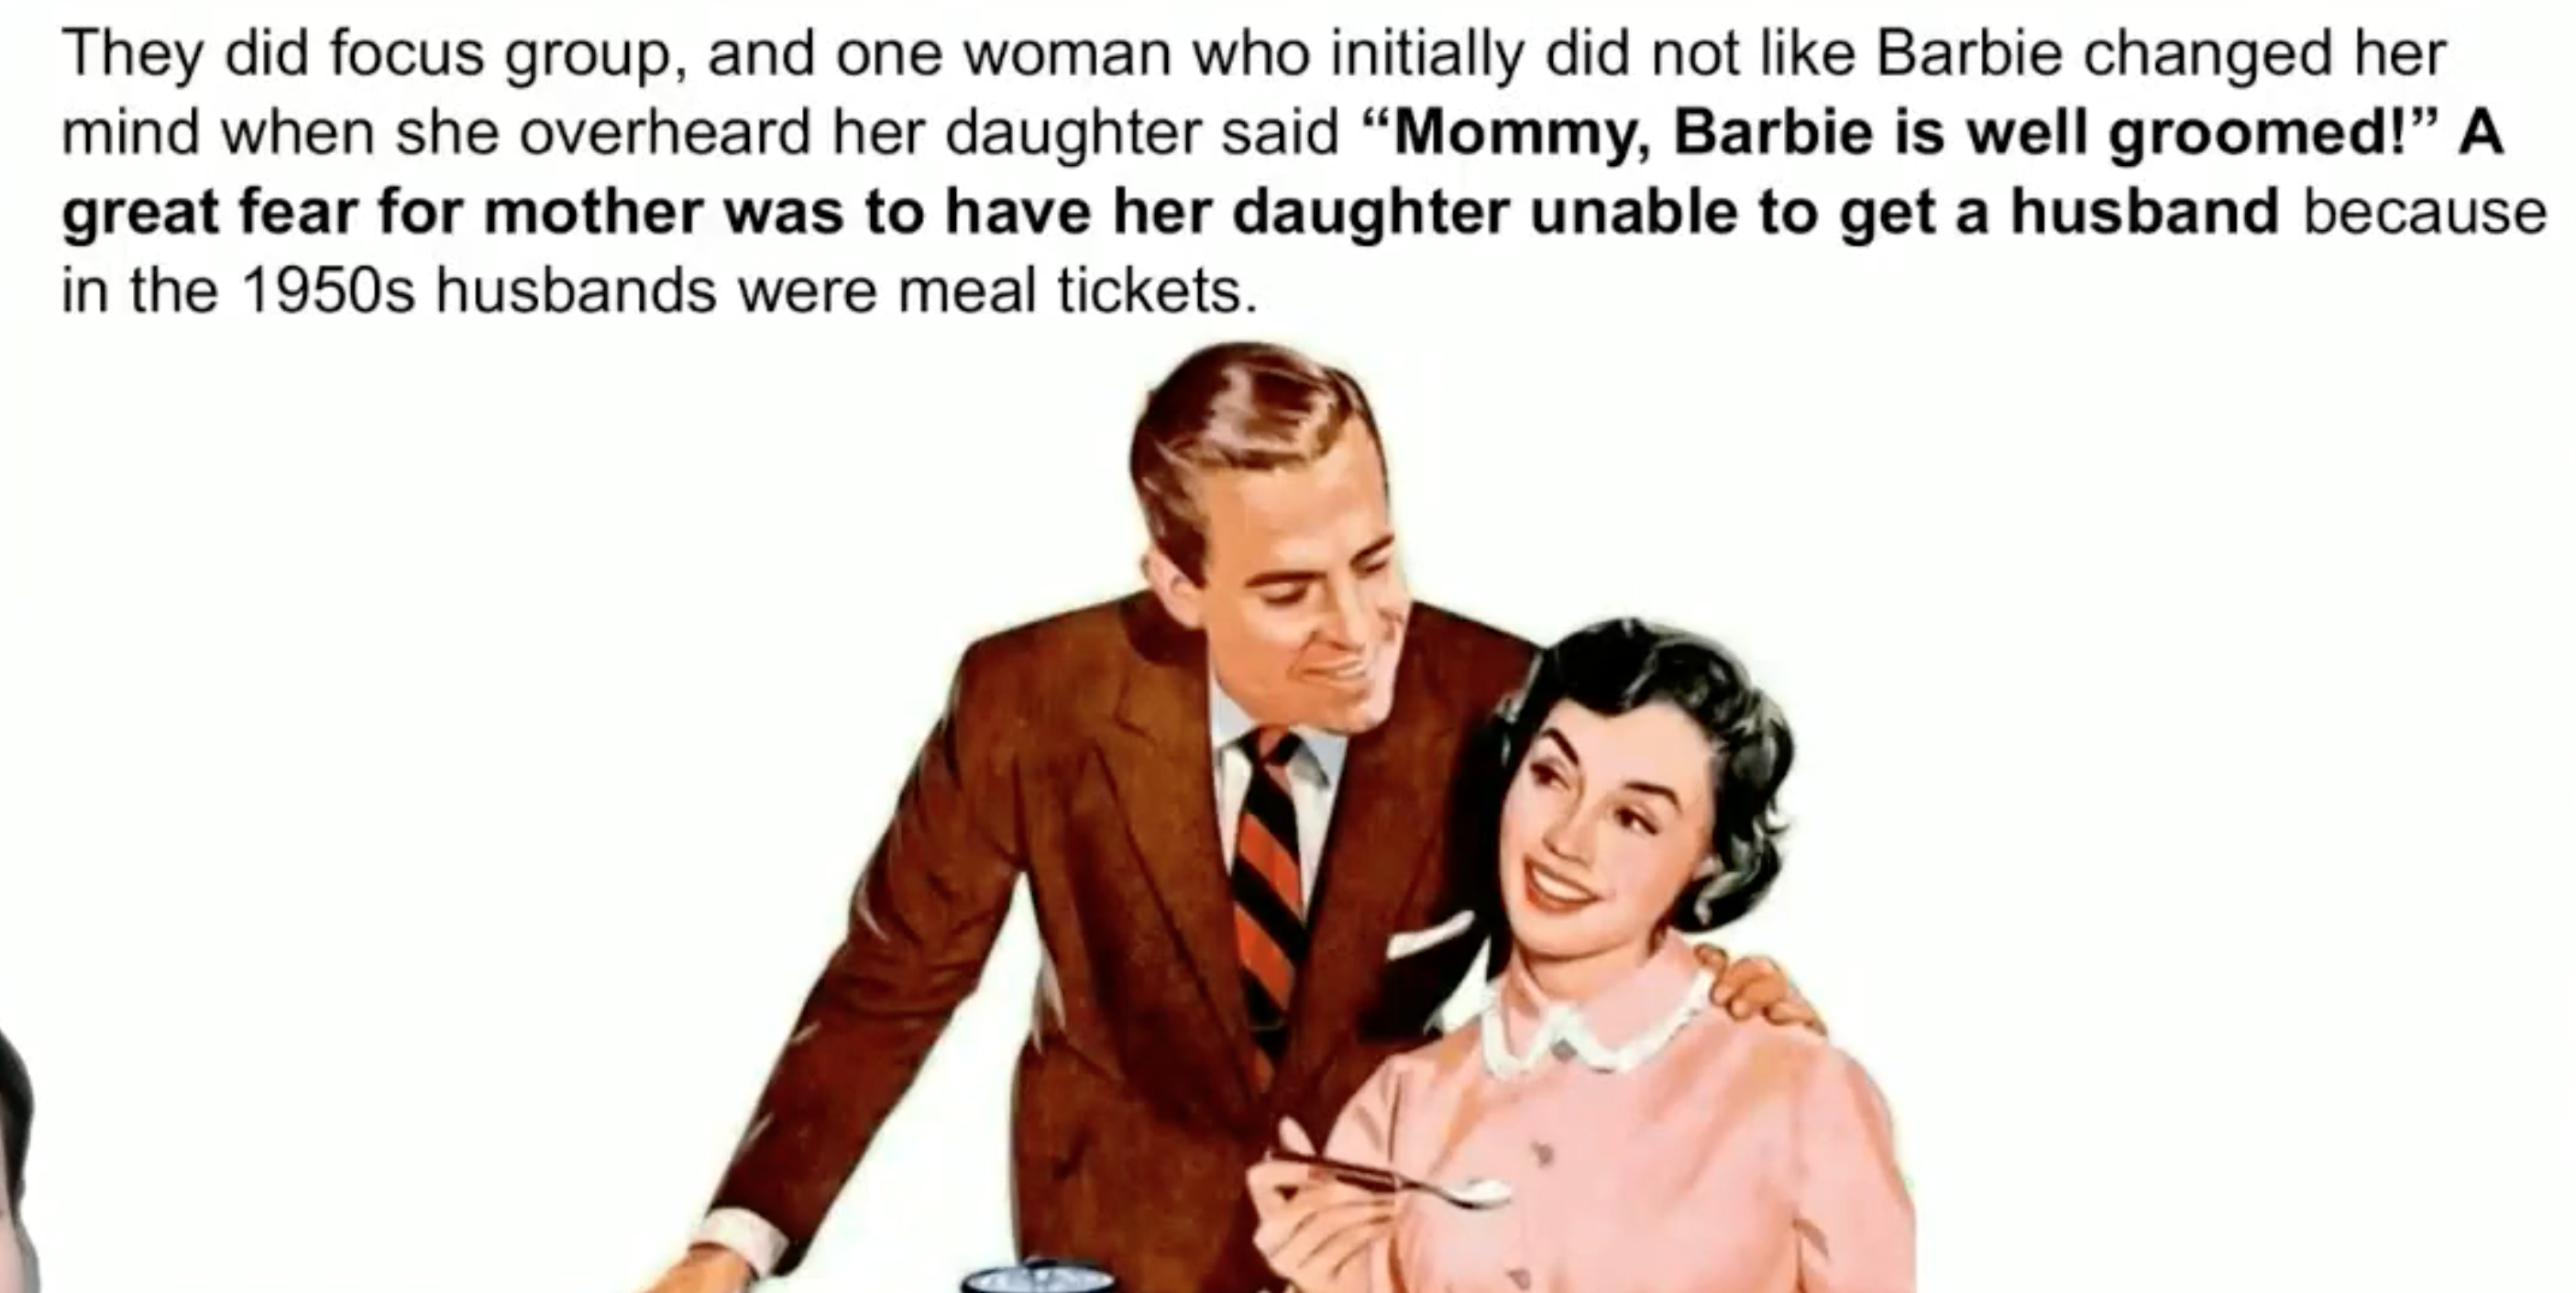 They did focus group, and one woman who initially did not like Barbie changed her
mind when she overheard her daughter said “Mommy, Barbie is well groomed!” A
great fear for mother was to have her daughter unable to get a husband because
in the 1950s husbands were meal tickets.